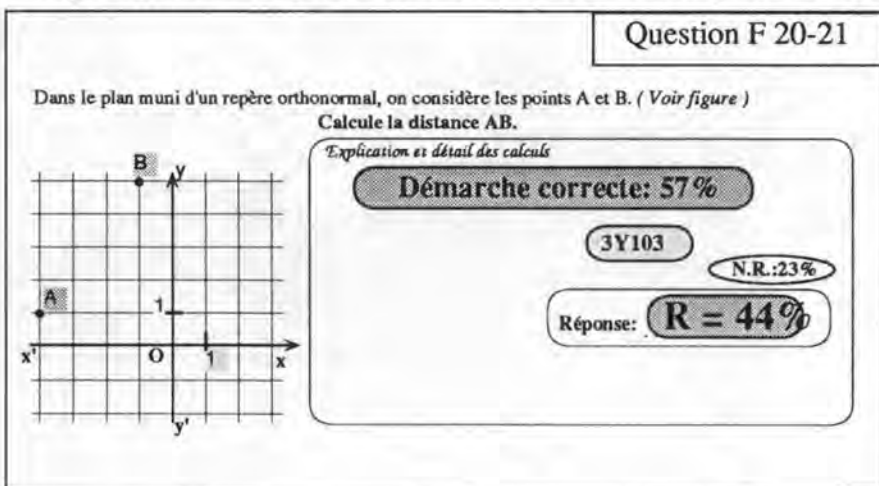 Question F 20-21
Dans le plan muni d'un repère orthonormal, on considère les points A et B. ( Voir figure )
Calcule la distance AB.
Explication et détail des calculs
Démarche correcte: 57%
3Y103
N.R.:23%
Réponse: R = 44%
B y
A
1
x' O 1 x
y'